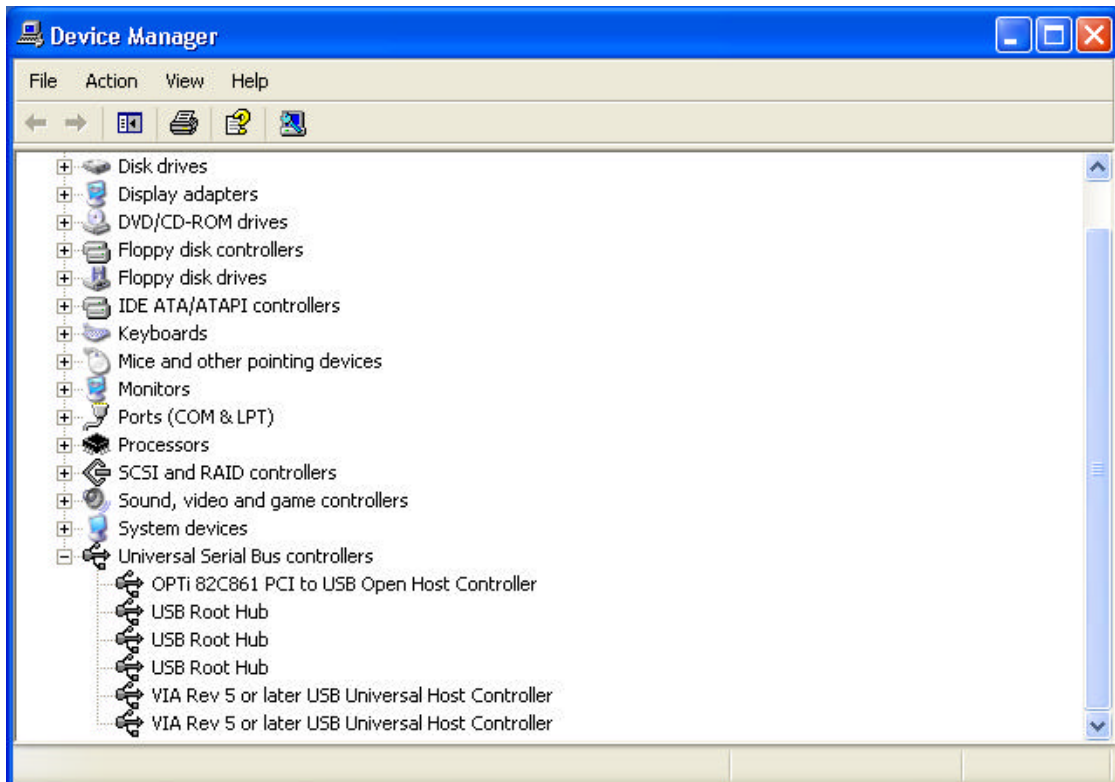 Device Manager
File Action View Help
Disk drives
Display adapters
DVD/CD-ROM drives
Floppy disk controllers
Floppy disk drives
IDE ATA/ATAPI controllers
Keyboards
Mice and other pointing devices
Monitors
Ports (COM & LPT)
Processors
SCSI and RAID controllers
Sound, video and game controllers
System devices
Universal Serial Bus controllers
OPTi 82C861 PCI to USB Open Host Controller
USB Root Hub
USB Root Hub
USB Root Hub
VIA Rev 5 or later USB Universal Host Controller
VIA Rev 5 or later USB Universal Host Controller